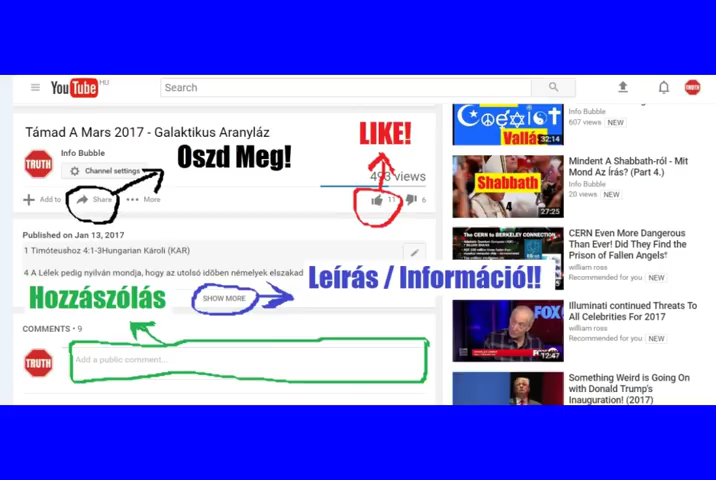 YouTube HU
Search
Támad A Mars 2017 - Galaktikus Aranyláz
LIKE!
Info Bubble
TRUTH
Channel settings
Oszd Meg!
493 views
Add to
Share
More
11
6
Published on Jan 13, 2017
1 Timóteushoz 4:1-3Hungarian Károli (KAR)
4 A Lélek pedig nyilván mondja, hogy az utolsó időben némelyek elszakad
Leírás / Információ!!
Hozzászólás
SHOW MORE
COMMENTS • 9
TRUTH
Add a public comment...
TRUTH
Vallás
32:14
Info Bubble
607 views NEW
Shabbath
27:25
Mindent A Shabbath-ról - Mit
Mond Az Írás? (Part 4.)
Info Bubble
20 views NEW
The CERN to BERKELEY CONNECTION
CERN Even More Dangerous
Than Ever! Did They Find the
Prison of Fallen Angels"
william ross
Recommended for you NEW
FOX
12:47
Illuminati continued Threats To
All Celebrities For 2017
william ross
Recommended for you NEW
Something Weird is Going On
with Donald Trump's
Inauguration! (2017)